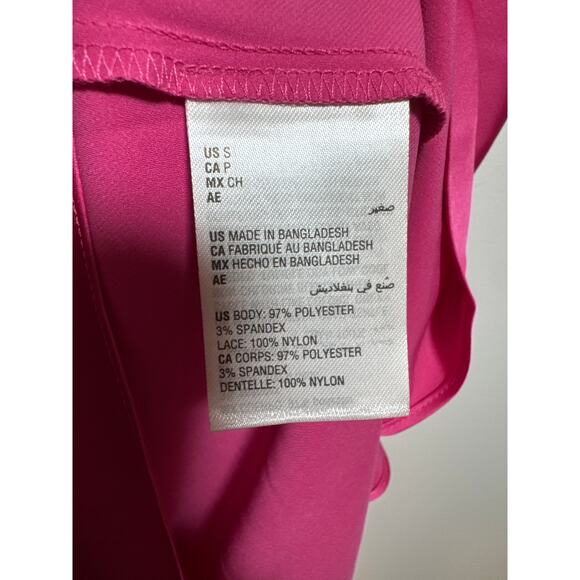 US S
CA P
MX CH
AE
صغير
US MADE IN BANGLADESH
CA FABRIQUÉ AU BANGLADESH
MX HECHO EN BANGLADESH
AE
صُنع في بنغلاديش
US BODY: 97% POLYESTER
3% SPANDEX
LACE: 100% NYLON
CA CORPS: 97% POLYESTER
3% SPANDEX
DENTELLE: 100% NYLON